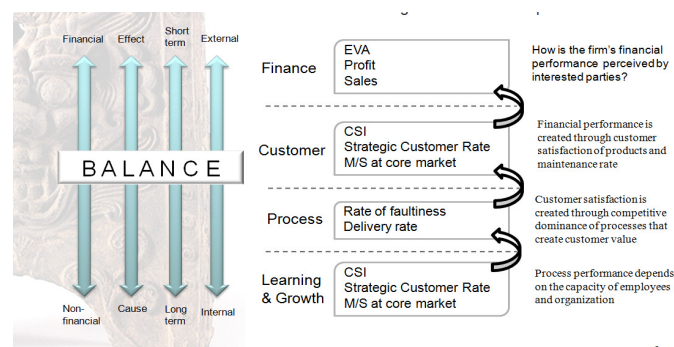 Financial
Effect
Short
term
External
BALANCE
Non-
financial
Cause
Long
term
Internal
Finance
EVA
Profit
Sales
How is the firm's financial
performance perceived by
interested parties?
Financial performance is
created through customer
satisfaction of products and
maintenance rate
Customer
CSI
Strategic Customer Rate
M/S at core market
Customer satisfaction is
created through competitive
dominance of processes that
create customer value
Process
Rate of faultiness
Delivery rate
Process performance depends
on the capacity of employees
and organization
Learning
& Growth
CSI
Strategic Customer Rate
M/S at core market